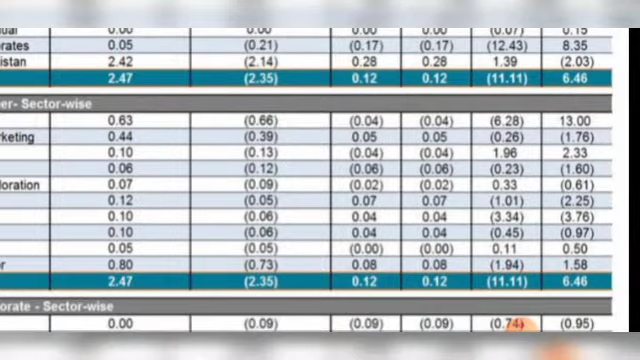 0.00 0.00 0.00 0.00 (0.07) 0.15
rates 0.05 (0.21) (0.17) (0.17) (12.43) 8.35
istan 2.42 (2.14) 0.28 0.28 1.39 (2.03)
2.47 (2.35) 0.12 0.12 (11.11) 6.46
er- Sector-wise
0.63 (0.66) (0.04) (0.04) (6.28) 13.00
rketing 0.44 (0.39) 0.05 0.05 (0.26) (1.76)
0.10 (0.13) (0.04) (0.04) 1.96 2.33
0.06 (0.12) (0.06) (0.06) (0.23) (1.60)
loration 0.07 (0.09) (0.02) (0.02) 0.33 (0.61)
0.12 (0.05) 0.07 0.07 (1.01) (2.25)
0.10 (0.06) 0.04 0.04 (3.34) (3.76)
0.10 (0.06) 0.04 0.04 (0.45) (0.97)
0.05 (0.05) (0.00) (0.00) 0.11 0.50
r 0.80 (0.73) 0.08 0.08 (1.94) 1.58
2.47 (2.35) 0.12 0.12 (11.11) 6.46
orate - Sector-wise
0.00 (0.09) (0.09) (0.09) (0.74) (0.95)